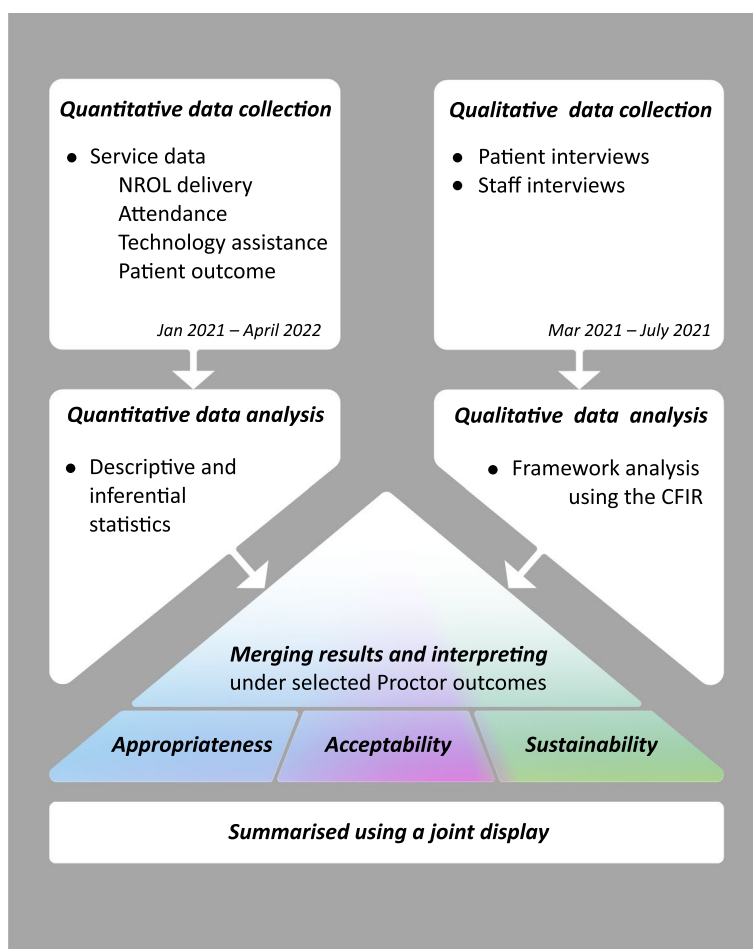 Quantitative data collection
● Service data
NROL delivery
Attendance
Technology assistance
Patient outcome
Jan 2021 – April 2022
Qualitative data collection
● Patient interviews
● Staff interviews
Mar 2021 – July 2021
Quantitative data analysis
● Descriptive and
inferential
statistics
Qualitative data analysis
● Framework analysis
using the CFIR
Merging results and interpreting
under selected Proctor outcomes
Appropriateness
Acceptability
Sustainability
Summarised using a joint display